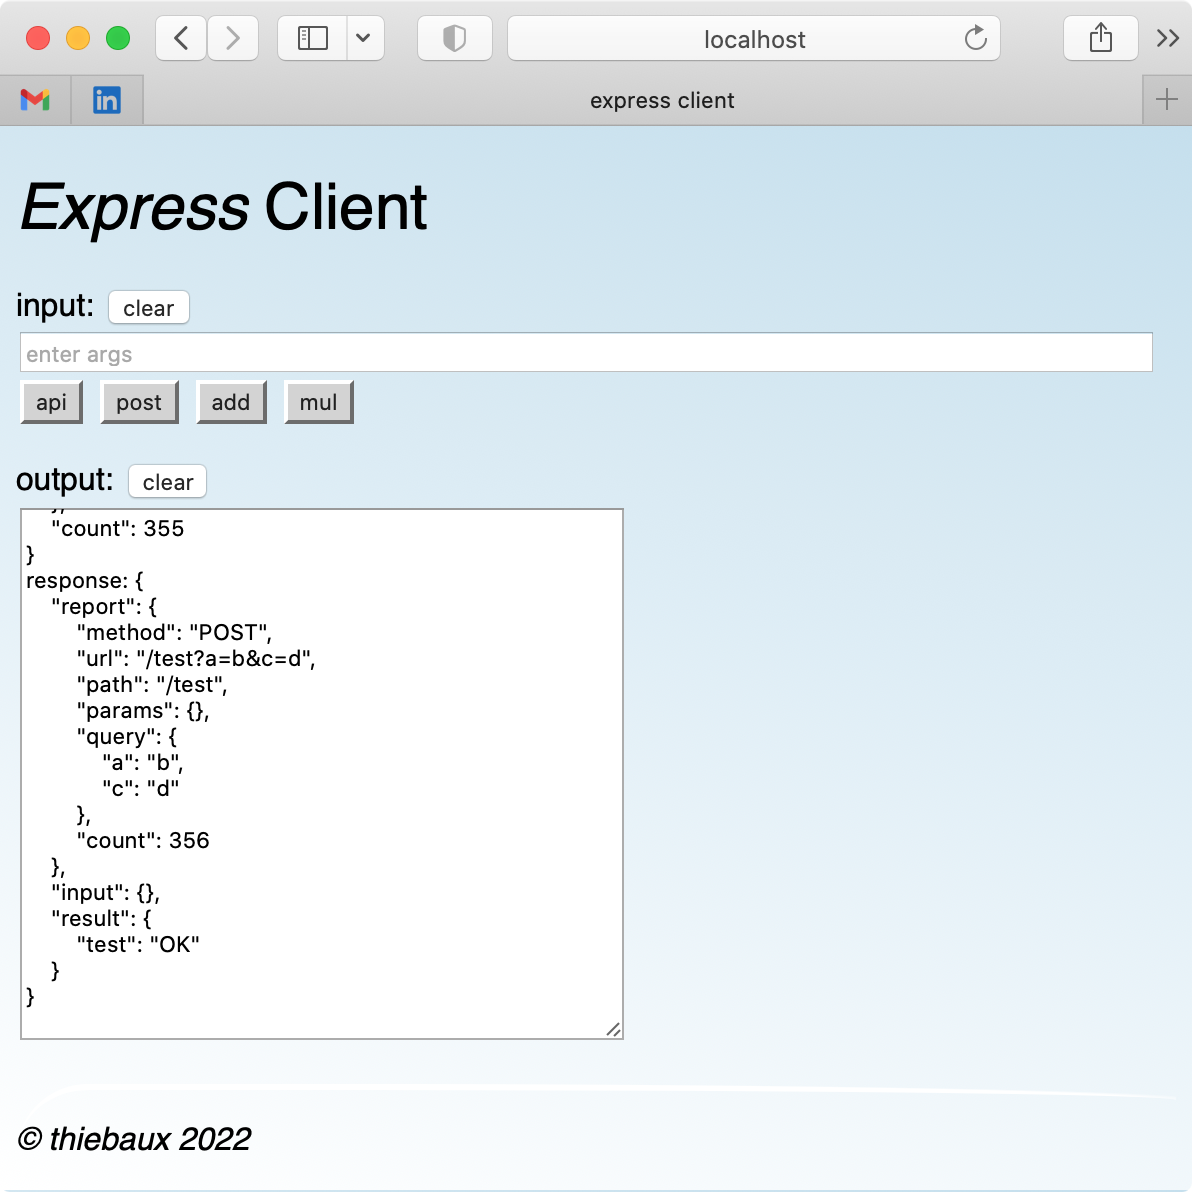 localhost
in
express client
Express Client
input: clear
enter args
api post add mul
output: clear
"count": 355
}
response: {
"report": {
"method": "POST",
"url": "/test?a=b&c=d",
"path": "/test",
"params": {},
"query": {
"a": "b",
"c": "d"
},
"count": 356
},
"input": {},
"result": {
"test": "OK"
}
}
© thiebaux 2022